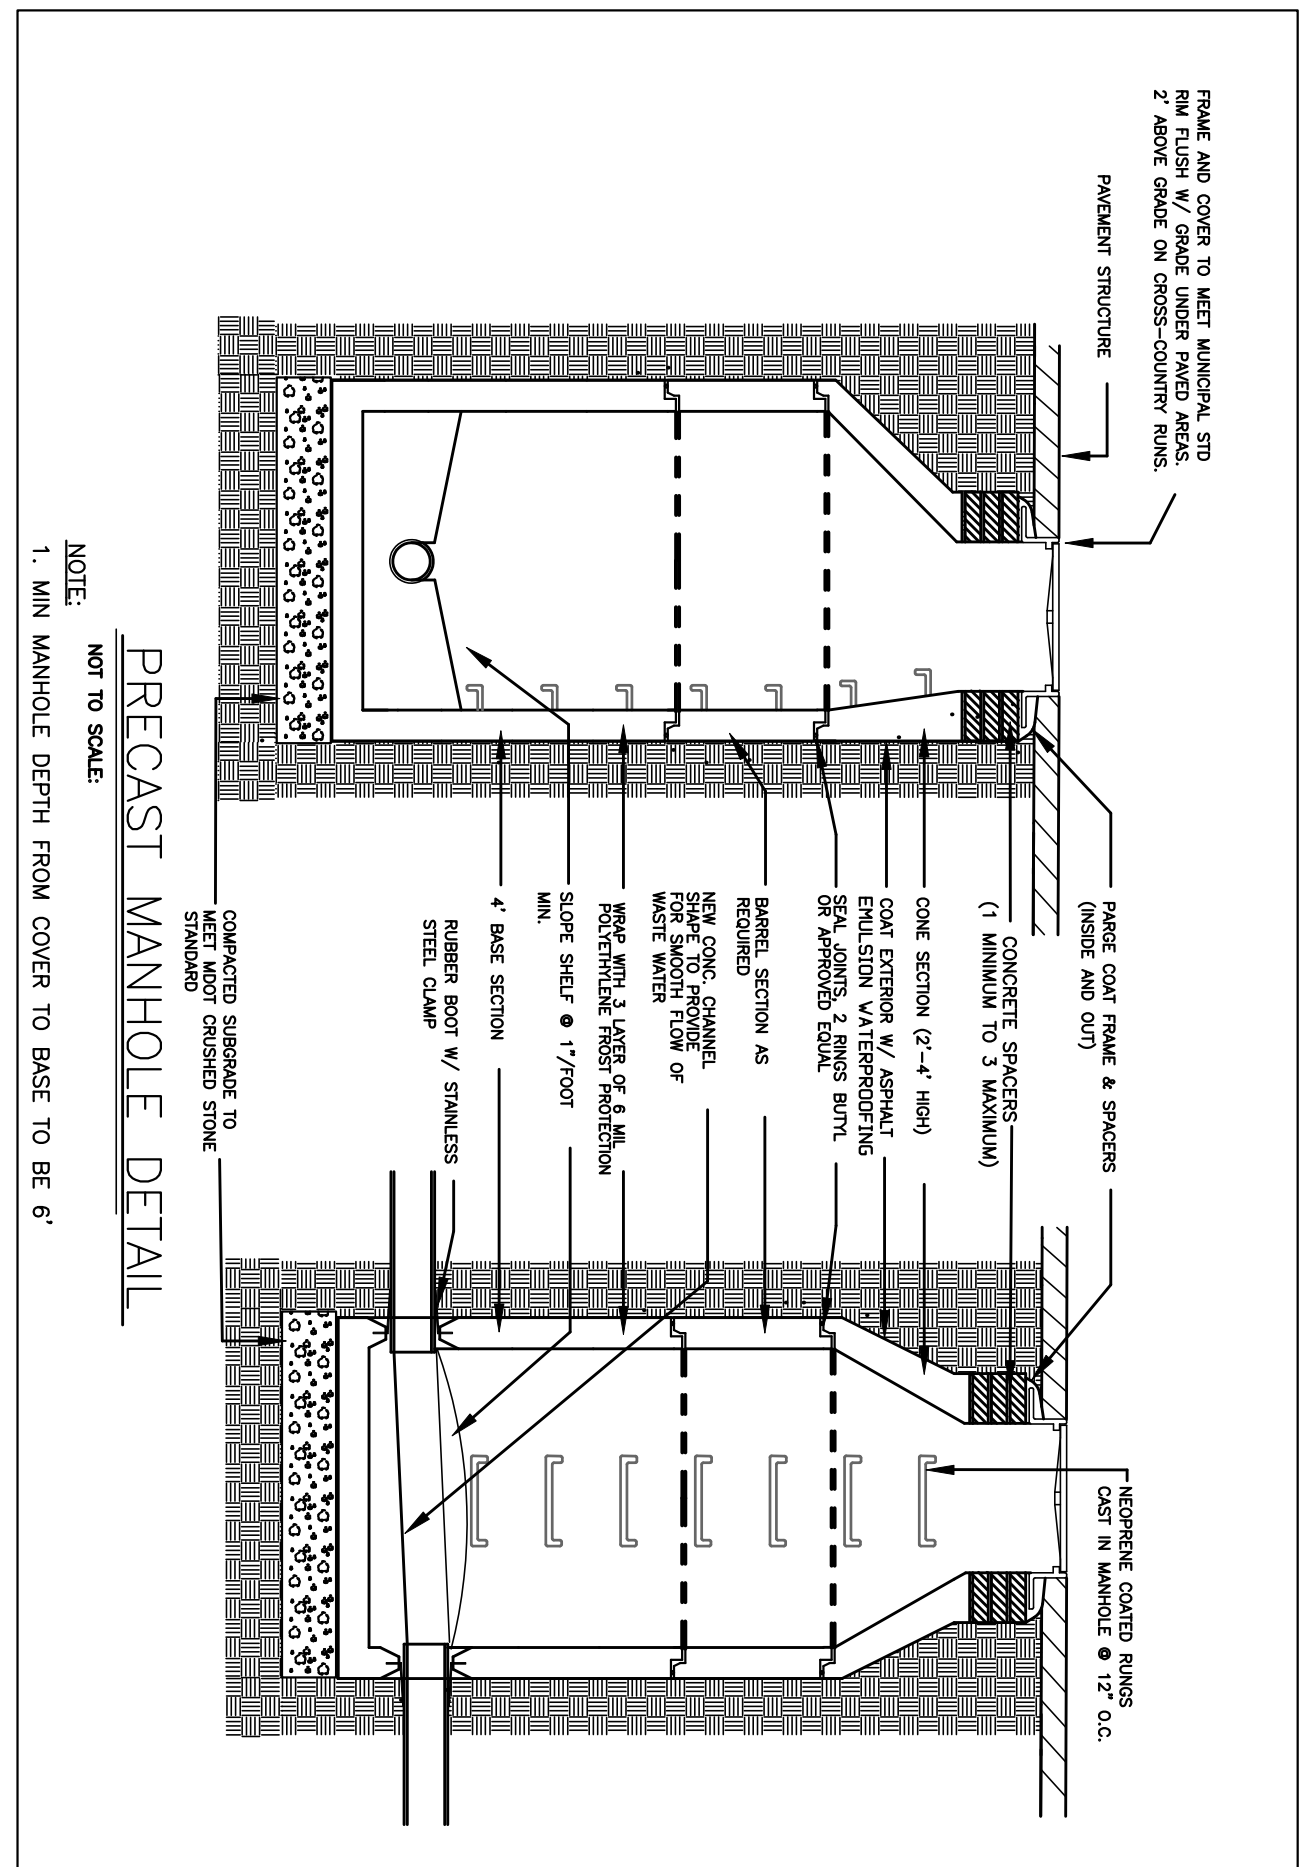 FRAME AND COVER TO MEET MUNICIPAL STD
RIM FLUSH W/ GRADE UNDER PAVED AREAS.
2' ABOVE GRADE ON CROSS-COUNTRY RUNS.
PAVEMENT STRUCTURE
PARGE COAT FRAME & SPACERS
(INSIDE AND OUT)
NEOPRENE COATED RUNGS
CAST IN MANHOLE @ 12" O.C.
CONCRETE SPACERS
(1 MINIMUM TO 3 MAXIMUM)
CONE SECTION (2'-4' HIGH)
COAT EXTERIOR W/ ASPHALT
EMULSION WATERPROOFING
SEAL JOINTS, 2 RINGS BUTYL
OR APPROVED EQUAL
BARREL SECTION AS
REQUIRED
NEW CONC. CHANNEL
SHAPE TO PROVIDE
FOR SMOOTH FLOW OF
WASTE WATER
WRAP WITH 3 LAYER OF 6 MIL
POLYETHYLENE FROST PROTECTION
SLOPE SHELF @ 1"/FOOT
MIN.
4' BASE SECTION
RUBBER BOOT W/ STAINLESS
STEEL CLAMP
COMPACTED SUBGRADE TO
MEET MDOT CRUSHED STONE
STANDARD
PRECAST MANHOLE DETAIL
NOT TO SCALE:
NOTE:
1. MIN MANHOLE DEPTH FROM COVER TO BASE TO BE 6'